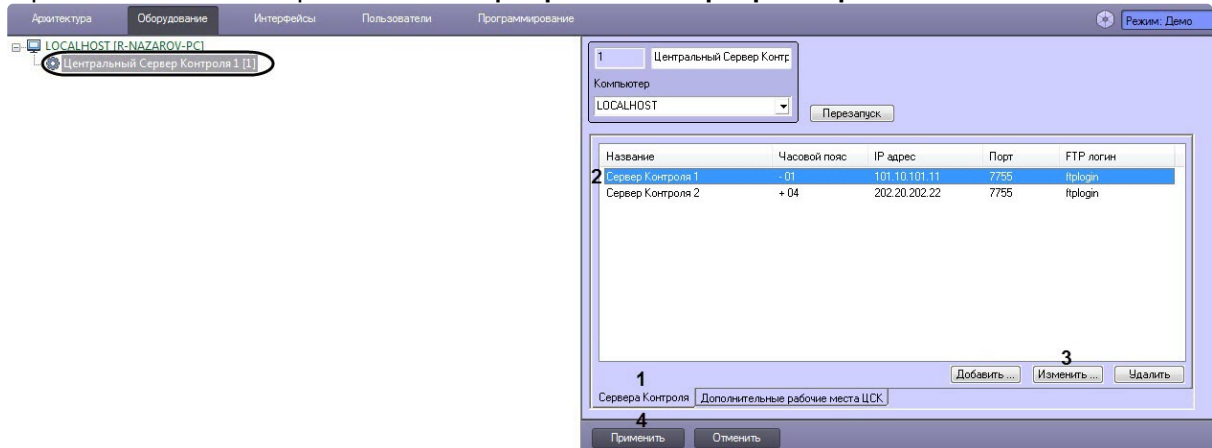 Архитектура Оборудование Интерфейсы Пользователи Программирование Режим: Демо
LOCALHOST [R-NAZAROV-PC]
Центральный Сервер Контроля 1 [1]
1 Центральный Сервер Контр
Компьютер
LOCALHOST Перезапуск
Название Часовой пояс IP адрес Порт FTP логин
2 Сервер Контроля 1 - 01 101.10.101.11 7755 ftplogin
Сервер Контроля 2 + 04 202.20.202.22 7755 ftplogin
3
Добавить ... Изменить ... Удалить
1
Сервера Контроля Дополнительные рабочие места ЦСК
4
Применить Отменить